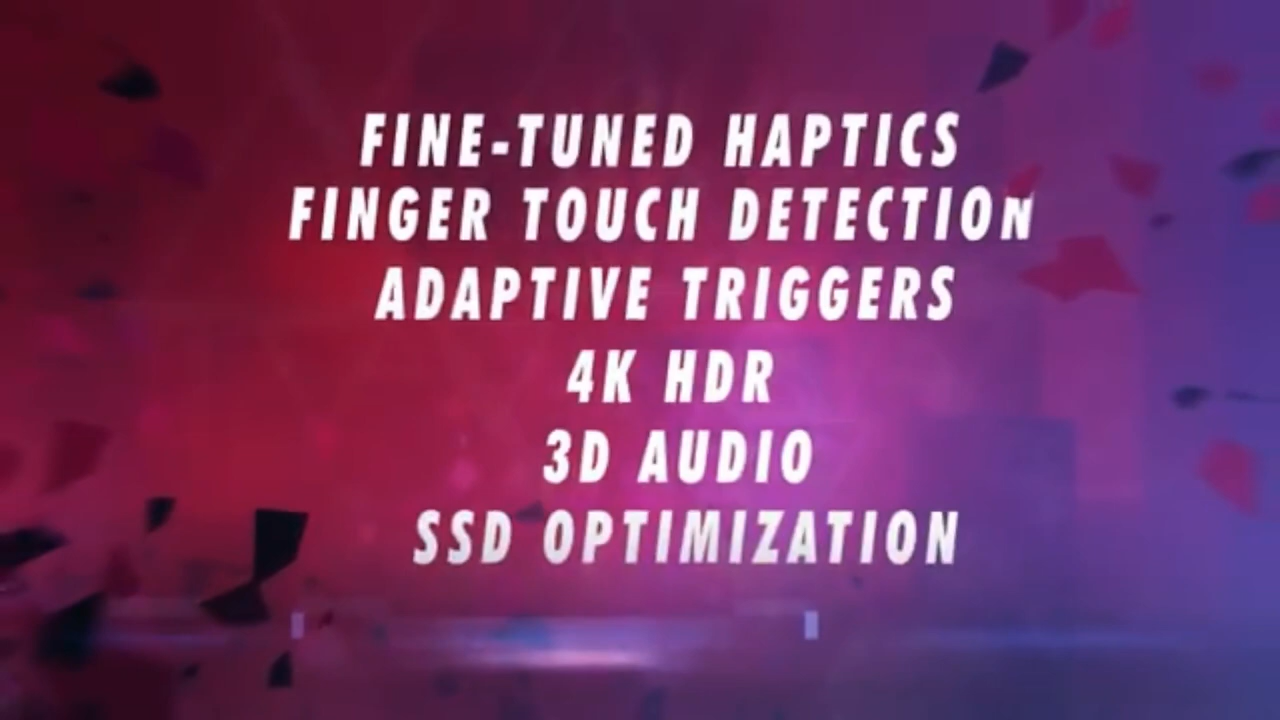 FINE-TUNED HAPTICS
FINGER TOUCH DETECTION
ADAPTIVE TRIGGERS
4K HDR
3D AUDIO
SSD OPTIMIZATION